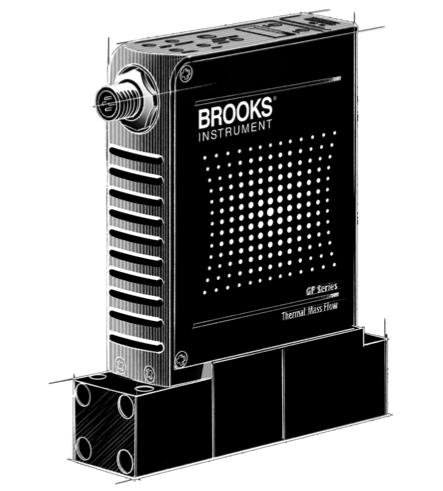 BROOKS®
INSTRUMENT
GF Series
Thermal Mass Flow